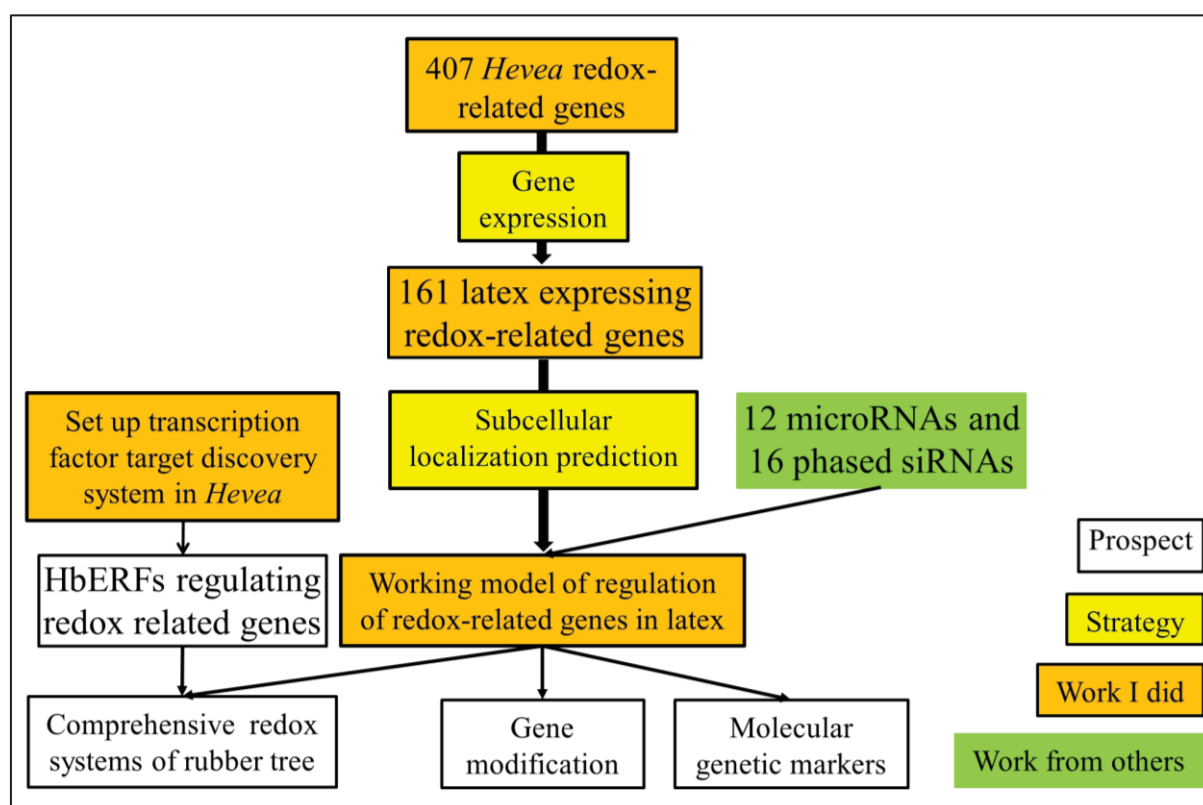 407 Hevea redox-
related genes
Gene
expression
161 latex expressing
redox-related genes
Set up transcription
factor target discovery
system in Hevea
Subcellular
localization prediction
12 microRNAs and
16 phased siRNAs
HbERFs regulating
redox related genes
Working model of regulation
of redox-related genes in latex
Comprehensive redox
systems of rubber tree
Gene
modification
Molecular
genetic markers
Prospect
Strategy
Work I did
Work from others